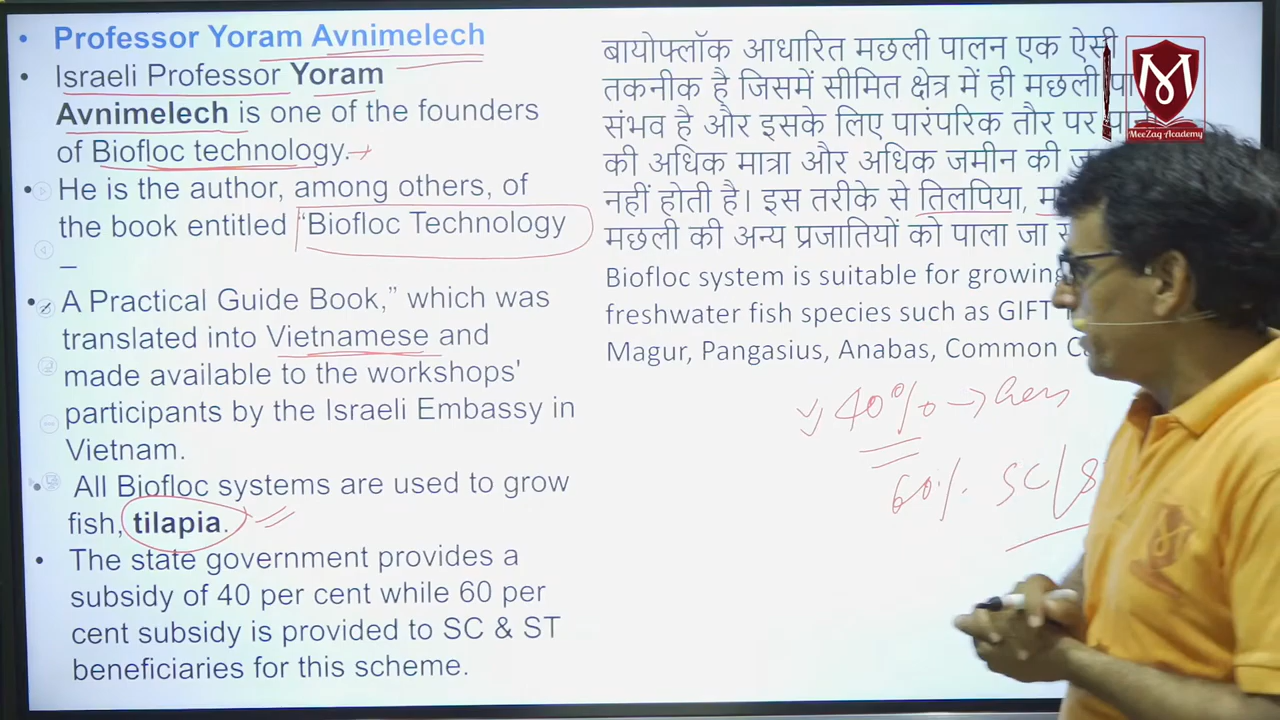 Professor Yoram Avnimelech
Israeli Professor Yoram
Avnimelech is one of the founders
of Biofloc technology.
He is the author, among others, of
the book entitled "Biofloc Technology
–
A Practical Guide Book,” which was
translated into Vietnamese and
made available to the workshops'
participants by the Israeli Embassy in
Vietnam.
All Biofloc systems are used to grow
fish, tilapia.
The state government provides a
subsidy of 40 per cent while 60 per
cent subsidy is provided to SC & ST
beneficiaries for this scheme.
बायोफ्लॉक आधारित मछली पालन एक ऐसी
तकनीक है जिसमें सीमित क्षेत्र में ही मछली
संभव है और इसके लिए पारंपरिक तौर पर
की अधिक मात्रा और अधिक जमीन की
नहीं होती है। इस तरीके से तिलपिया,
मछली की अन्य प्रजातियों को पाला जा
Biofloc system is suitable for growing
freshwater fish species such as GIFT
Magur, Pangasius, Anabas, Common
40% →
60% SC/
MeeZaq Academy